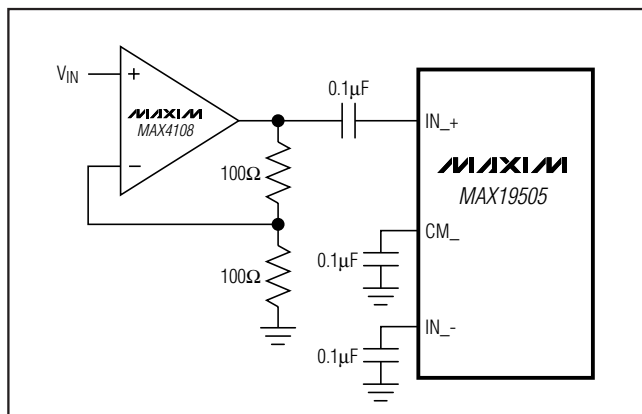 V_IN
+
MAXIM
MAX4108
−
100Ω
100Ω
0.1µF
IN_+
MAXIM
MAX19505
CM_
0.1µF
IN_-
0.1µF